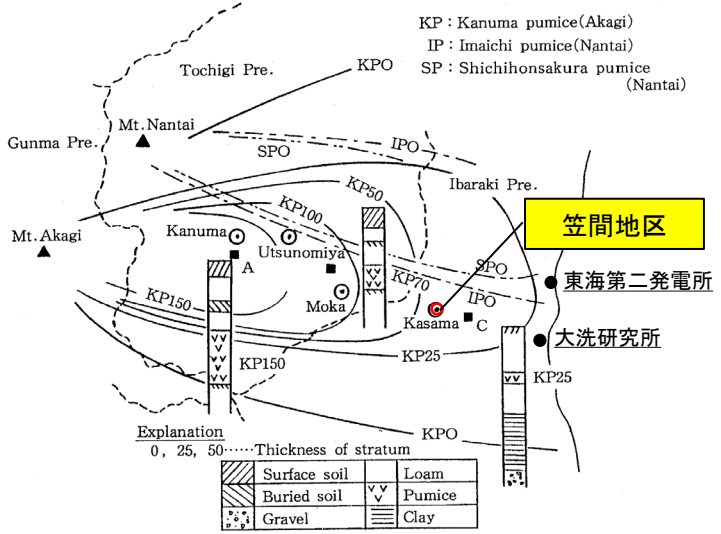 KP：Kanuma pumice(Akagi)
IP：Imaichi pumice(Nantai)
SP：Shichihonsakura pumice
(Nantai)
Tochigi Pre.
KPO
Mt.Nantai
Gunma Pre.
IPO
SPO
KP50
Ibaraki Pre.
KP100
笠間地区
Kanuma
Utsunomiya
Mt.Akagi
A
SPO
KP70
東海第二発電所
IPO
KP150
Moka
Kasama
C
大洗研究所
KP25
KP150
KP25
KPO
Explanation
0, 25, 50……Thickness of stratum
Surface soil
Loam
Buried soil
Pumice
Gravel
Clay